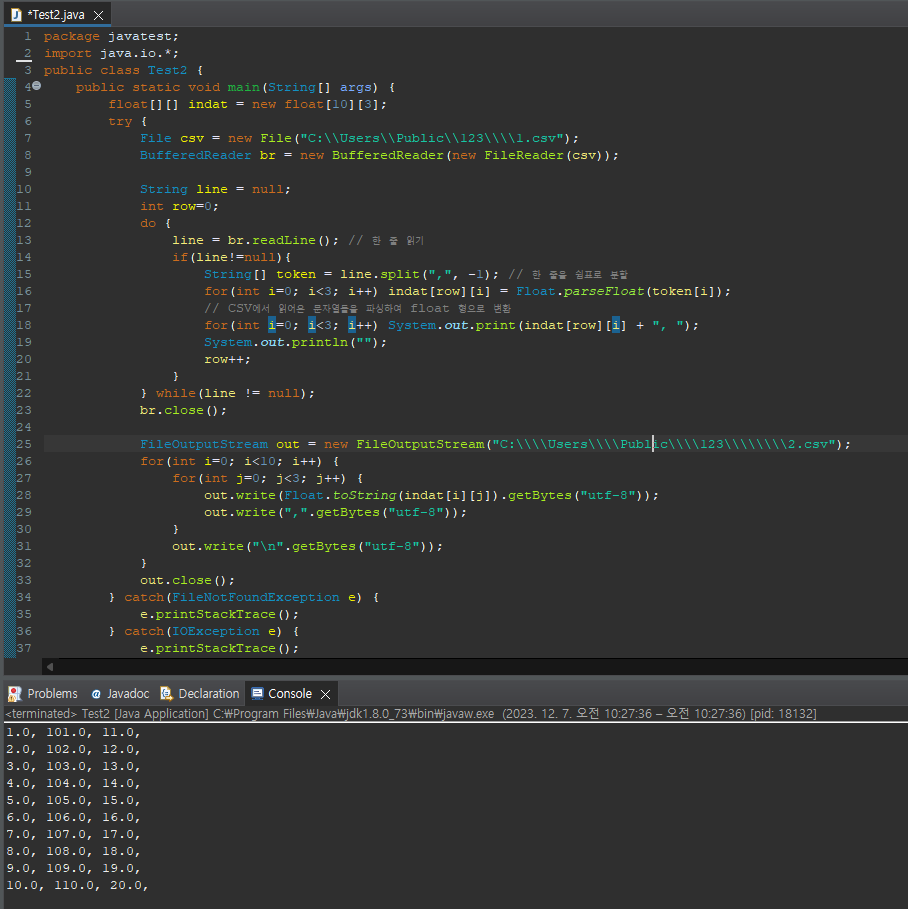 *Test2.java
1 package javatest;
2 import java.io.*;
3 public class Test2 {
4 public static void main(String[] args) {
5 float[][] indat = new float[10][3];
6 try {
7 File csv = new File("C:\\Users\\Public\\123\\\\1.csv");
8 BufferedReader br = new BufferedReader(new FileReader(csv));
9
10 String line = null;
11 int row=0;
12 do {
13 line = br.readLine(); // 한 줄 읽기
14 if(line!=null){
15 String[] token = line.split(",", -1); // 한 줄을 쉼표로 분할
16 for(int i=0; i<3; i++) indat[row][i] = Float.parseFloat(token[i]);
17 // CSV에서 읽어온 문자열들을 파싱하여 float 형으로 변환
18 for(int i=0; i<3; i++) System.out.print(indat[row][i] + ", ");
19 System.out.println("");
20 row++;
21 }
22 } while(line != null);
23 br.close();
24
25 FileOutputStream out = new FileOutputStream("C:\\\\Users\\\\Public\\\\123\\\\\\\\2.csv");
26 for(int i=0; i<10; i++) {
27 for(int j=0; j<3; j++) {
28 out.write(Float.toString(indat[i][j]).getBytes("utf-8"));
29 out.write(",".getBytes("utf-8"));
30 }
31 out.write("\n".getBytes("utf-8"));
32 }
33 out.close();
34 } catch(FileNotFoundException e) {
35 e.printStackTrace();
36 } catch(IOException e) {
37 e.printStackTrace();
Problems Javadoc Declaration Console
<terminated> Test2 [Java Application] C:₩Program Files₩Java₩jdk1.8.0_73₩bin₩javaw.exe (2023. 12. 7. 오전 10:27:36 – 오전 10:27:36) [pid: 18132]
1.0, 101.0, 11.0,
2.0, 102.0, 12.0,
3.0, 103.0, 13.0,
4.0, 104.0, 14.0,
5.0, 105.0, 15.0,
6.0, 106.0, 16.0,
7.0, 107.0, 17.0,
8.0, 108.0, 18.0,
9.0, 109.0, 19.0,
10.0, 110.0, 20.0,